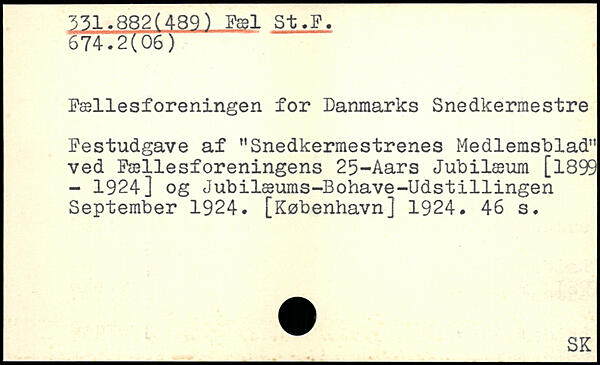 331.882(489) Fæl St.F.
674.2(06)
Fællesforeningen for Danmarks Snedkermestre
Festudgave af "Snedkermestrenes Medlemsblad"
ved Fællesforeningens 25-Aars Jubilæum [1899
- 1924] og Jubilæums-Bohave-Udstillingen
September 1924. [København] 1924. 46 s.
SK